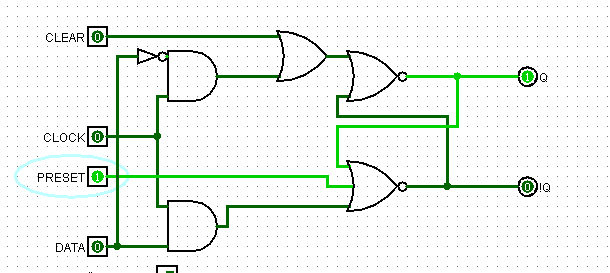 CLEAR 0
1 Q
CLOCK 0
PRESET 1
0 !Q
DATA 0